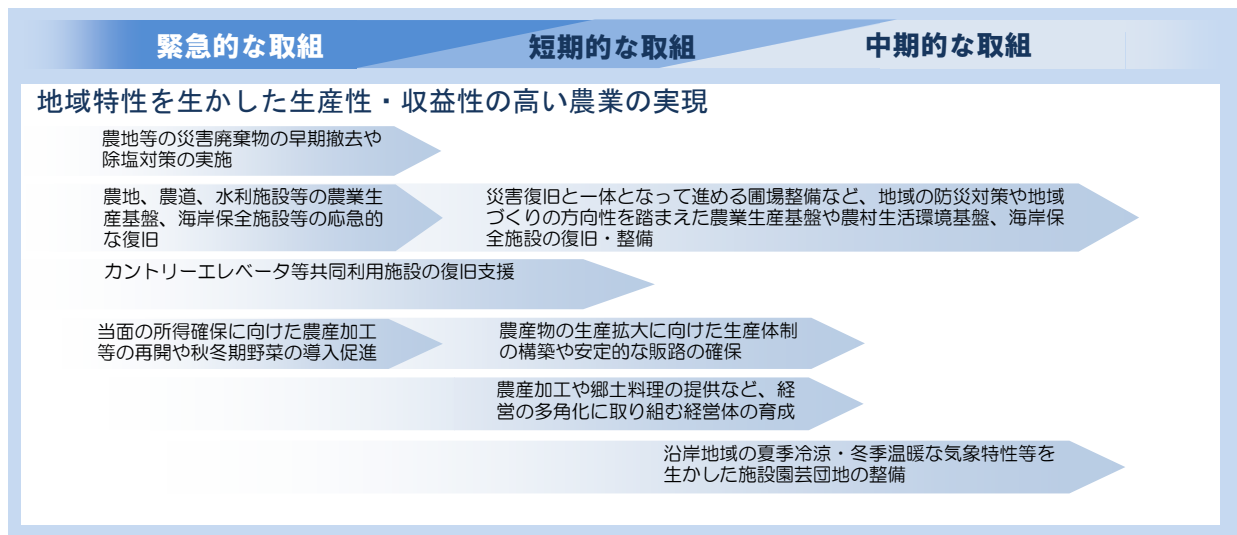 緊急的な取組
短期的な取組
中期的な取組
地域特性を生かした生産性・収益性の高い農業の実現
農地等の災害廃棄物の早期撤去や
除塩対策の実施
農地、農道、水利施設等の農業生
産基盤、海岸保全施設等の応急的
な復旧
災害復旧と一体となって進める圃場整備など、地域の防災対策や地域
づくりの方向性を踏まえた農業生産基盤や農村生活環境基盤、海岸保
全施設の復旧・整備
カントリーエレベータ等共同利用施設の復旧支援
当面の所得確保に向けた農産加工
等の再開や秋冬期野菜の導入促進
農産物の生産拡大に向けた生産体制
の構築や安定的な販路の確保
農産加工や郷土料理の提供など、経
営の多角化に取り組む経営体の育成
沿岸地域の夏季冷涼・冬季温暖な気象特性等を
生かした施設園芸団地の整備